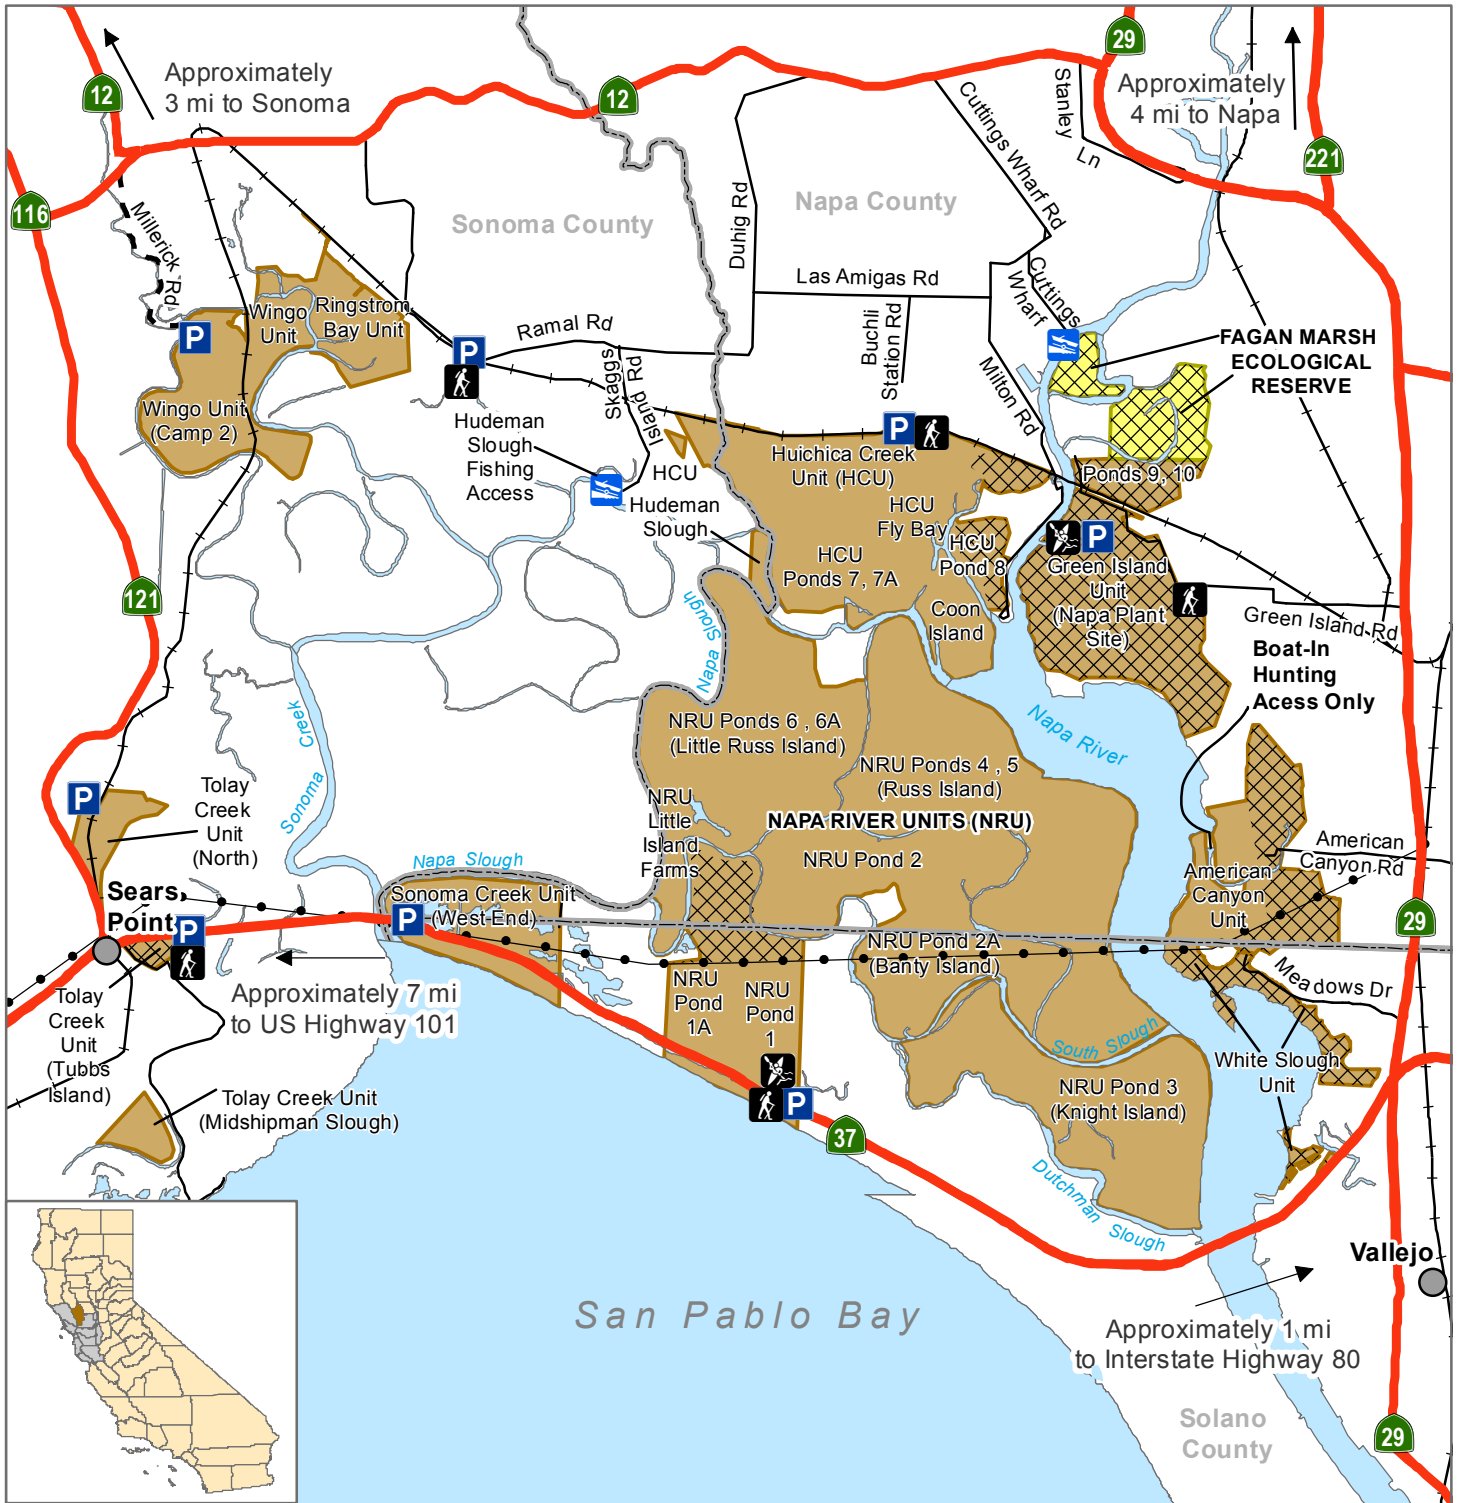 29
12
Approximately
3 mi to Sonoma
12
Stanley
Ln
Approximately
4 mi to Napa
221
116
Cuttings Wharf Rd
Millerick Rd
Sonoma County
Napa County
Duhig Rd
Las Amigas Rd
Cuttings
Wharf
Wingo
Unit
Ringstrom
Bay Unit
P
Ramal Rd
Buchli
Station Rd
FAGAN MARSH
ECOLOGICAL
RESERVE
P
Skaggs
Island Rd
Milton Rd
Wingo Unit
(Camp 2)
Hudeman
Slough
Fishing
Access
P
Huichica Creek
Unit (HCU)
HCU
Ponds 9, 10
Hudeman
Slough
HCU
Fly Bay
HCU
Pond 8
P
HCU
Ponds 7, 7A
Green Island
Unit
(Napa Plant
Site)
121
Napa Slough
Coon
Island
Green Island Rd
Boat-In
Hunting
Acess Only
Sonoma Creek
NRU Ponds 6 , 6A
(Little Russ Island)
Napa River
NRU Ponds 4 , 5
(Russ Island)
P
Tolay
Creek
Unit
(North)
NRU
Little
Island
Farms
NAPA RIVER UNITS (NRU)
NRU Pond 2
American
Canyon Rd
Napa Slough
American
Canyon
Unit
Sears
Point
P
P
Sonoma Creek Unit
(West End)
29
NRU Pond 2A
(Banty Island)
Meadows Dr
Tolay
Creek
Unit
(Tubbs
Island)
Approximately 7 mi
to US Highway 101
NRU
Pond
1A
NRU
Pond
1
South Slough
White Slough
Unit
Tolay Creek Unit
(Midshipman Slough)
P
NRU Pond 3
(Knight Island)
37
Dutchman Slough
Vallejo
San Pablo Bay
Approximately 1 mi
to Interstate Highway 80
Solano
County
29